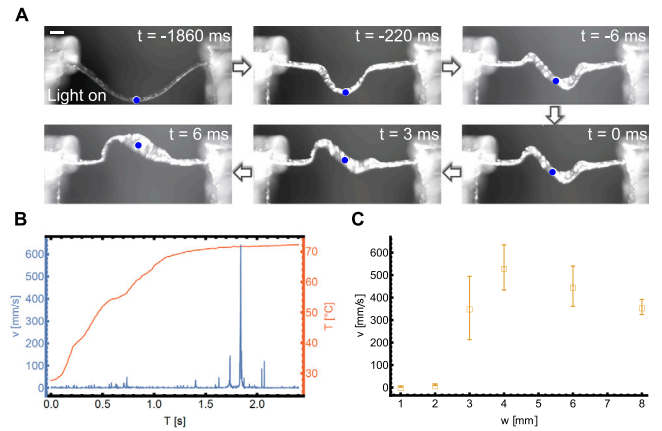 A
t = -1860 ms
t = -220 ms
t = -6 ms
Light on
t = 6 ms
t = 3 ms
t = 0 ms
B
C
600
500
400
300
200
100
0
v [mm/s]
70
60
50
40
30
T [°C]
0.0 0.5 1.0 1.5 2.0
T [s]
600
500
400
300
200
100
0
v [mm/s]
1 2 3 4 5 6 7 8
w [mm]